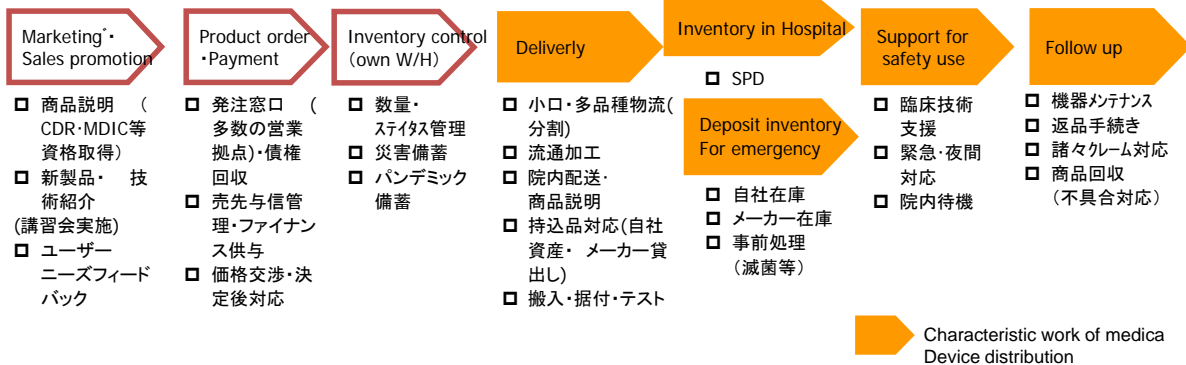 Marketing・
Sales promotion
□ 商品説明　(
CDR･MDIC等
資格取得）
□ 新製品・　技
術紹介
(講習会実施)
□ ユーザー
ニーズフィード
バック
Product order
・Payment
□ 発注窓口　(
多数の営業
拠点)・債権
回収
□ 売先与信管
理・ファイナン
ス供与
□ 価格交渉・決
定後対応
Inventory control
(own W/H)
□ 数量・
ｽﾃｲﾀｽ管理
□ 災害備蓄
□ パンデミック
備蓄
Deliverly
□ 小口・多品種物流(
分割)
□ 流通加工
□ 院内配送･
商品説明
□ 持込品対応(自社
資産・ メーカー貸
出し)
□ 搬入・据付・テスト
Inventory in Hospital
□ SPD
Deposit inventory
For emergency
□ 自社在庫
□ メーカー在庫
□ 事前処理
（滅菌等）
Support for
safety use
□ 臨床技術
支援
□ 緊急･夜間
対応
□ 院内待機
Follow up
□ 機器ﾒﾝﾃﾅﾝｽ
□ 返品手続き
□ 諸々ｸﾚｰﾑ対応
□ 商品回収
（不具合対応）
Characteristic work of medica
Device distribution